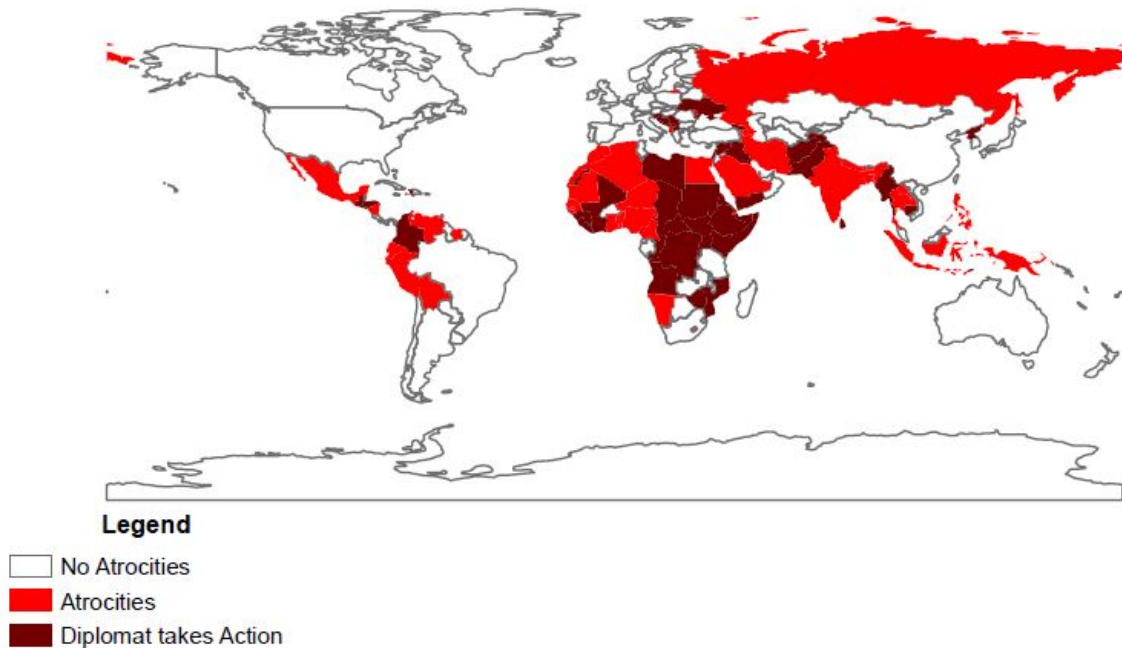 Legend
No Atrocities
Atrocities
Diplomat takes Action